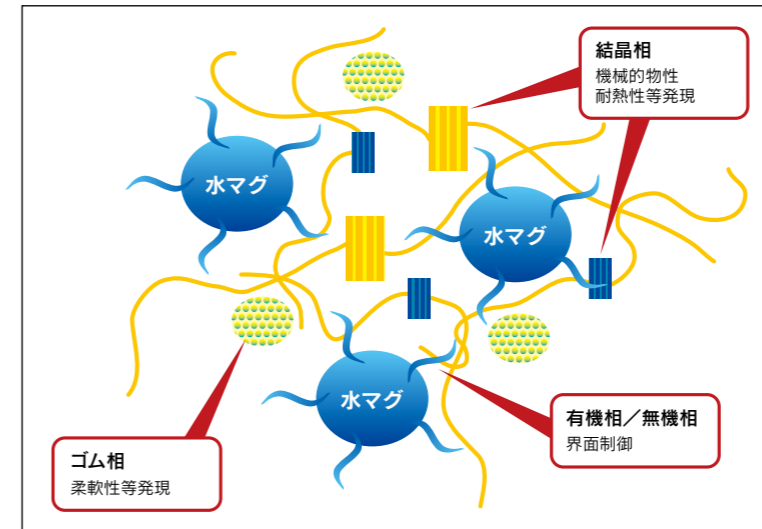 結晶相
機械的物性
耐熱性等発現
水マグ
水マグ
水マグ
有機相／無機相
界面制御
ゴム相
柔軟性等発現